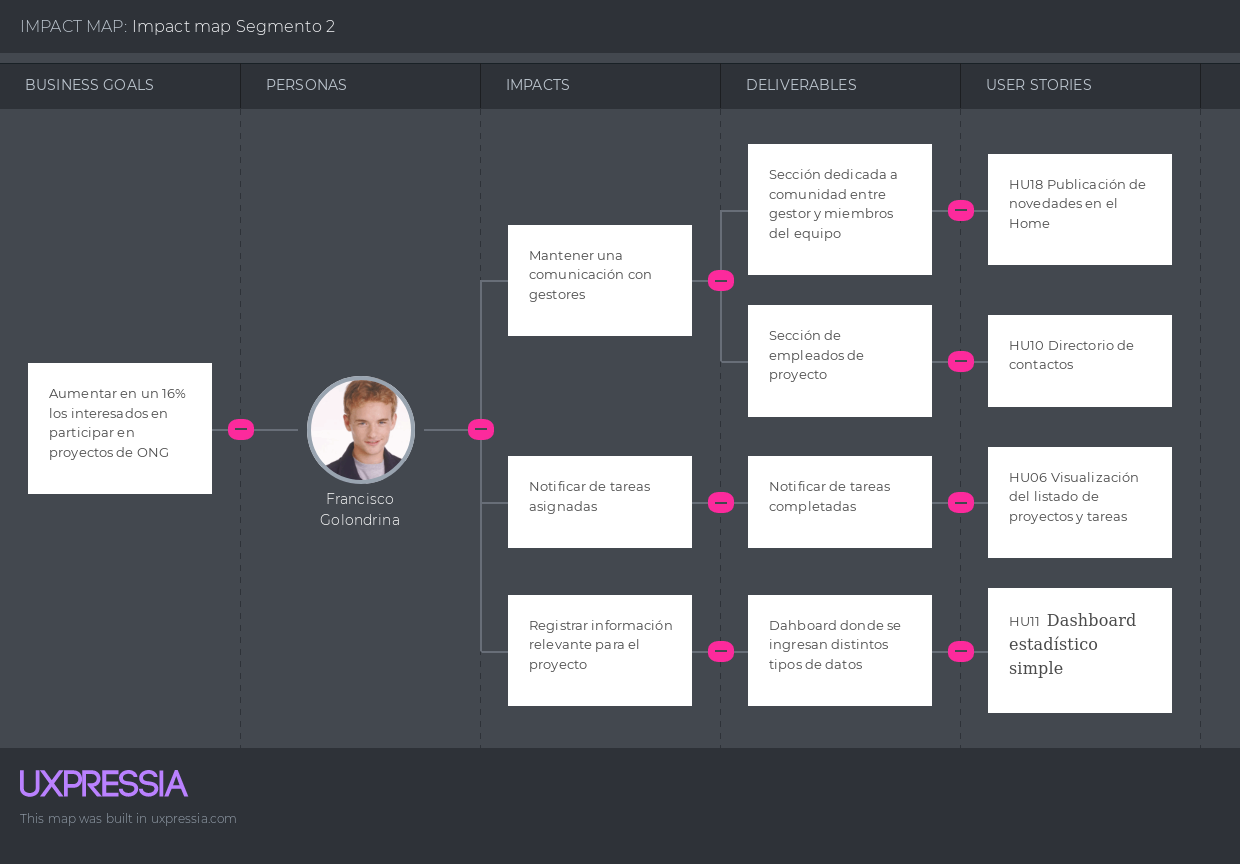 IMPACT MAP: Impact map Segmento 2
BUSINESS GOALS
PERSONAS
IMPACTS
DELIVERABLES
USER STORIES
Aumentar en un 16%
los interesados en
participar en
proyectos de ONG
Francisco
Golondrina
Mantener una
comunicación con
gestores
Sección dedicada a
comunidad entre
gestor y miembros
del equipo
HU18 Publicación de
novedades en el
Home
Sección de
empleados de
proyecto
HU10 Directorio de
contactos
Notificar de tareas
asignadas
Notificar de tareas
completadas
HU06 Visualización
del listado de
proyectos y tareas
Registrar información
relevante para el
proyecto
Dahboard donde se
ingresan distintos
tipos de datos
HU11 Dashboard
estadístico
simple
UXPRESSIA
This map was built in uxpressia.com